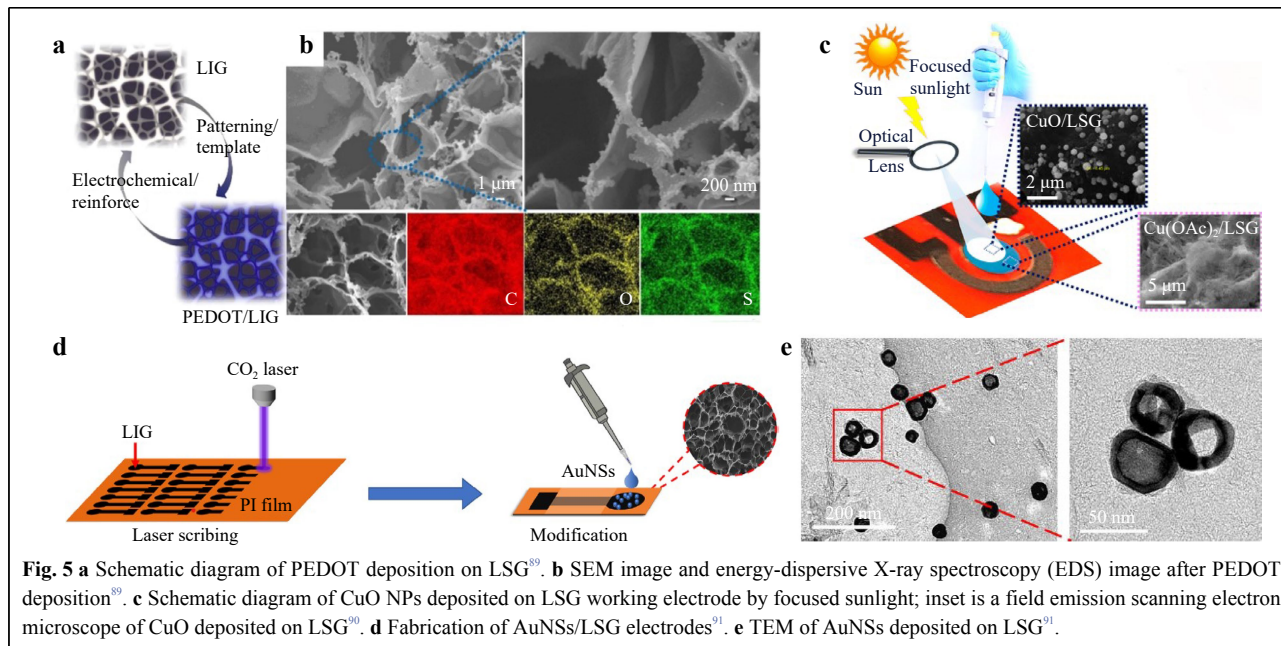 a
LIG
Patterning/
template
Electrochemical/
reinforce
PEDOT/LIG
b
1 μm
200 nm
C
O
S
c
Sun
Focused
sunlight
Optical
Lens
CuO/LSG
2 μm
Cu(OAc)₂/LSG
5 μm
d
CO₂ laser
LIG
PI film
Laser scribing
AuNSs
Modification
e
200 nm
50 nm
Fig. 5 a Schematic diagram of PEDOT deposition on LSG⁸⁹. b SEM image and energy-dispersive X-ray spectroscopy (EDS) image after PEDOT
deposition⁸⁹. c Schematic diagram of CuO NPs deposited on LSG working electrode by focused sunlight; inset is a field emission scanning electron
microscope of CuO deposited on LSG⁹⁰. d Fabrication of AuNSs/LSG electrodes⁹¹. e TEM of AuNSs deposited on LSG⁹¹.